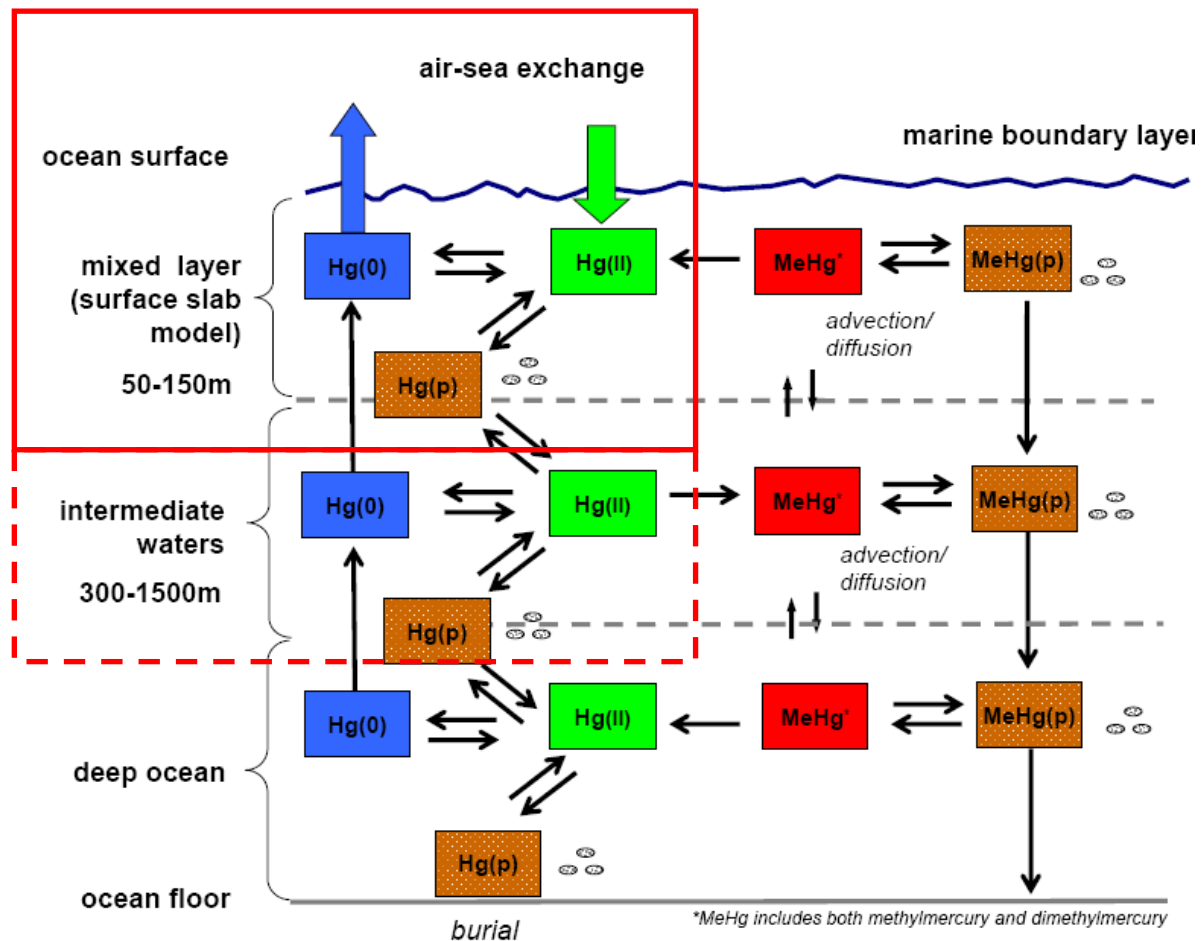 air-sea exchange
ocean surface
marine boundary layer
mixed layer
(surface slab
model)
50-150m
Hg(0)
Hg(II)
MeHg*
MeHg(p)
advection/
diffusion
Hg(p)
intermediate
waters
300-1500m
Hg(0)
Hg(II)
MeHg*
MeHg(p)
advection/
diffusion
Hg(p)
Hg(0)
Hg(II)
MeHg*
MeHg(p)
deep ocean
Hg(p)
ocean floor
burial
*MeHg includes both methylmercury and dimethylmercury